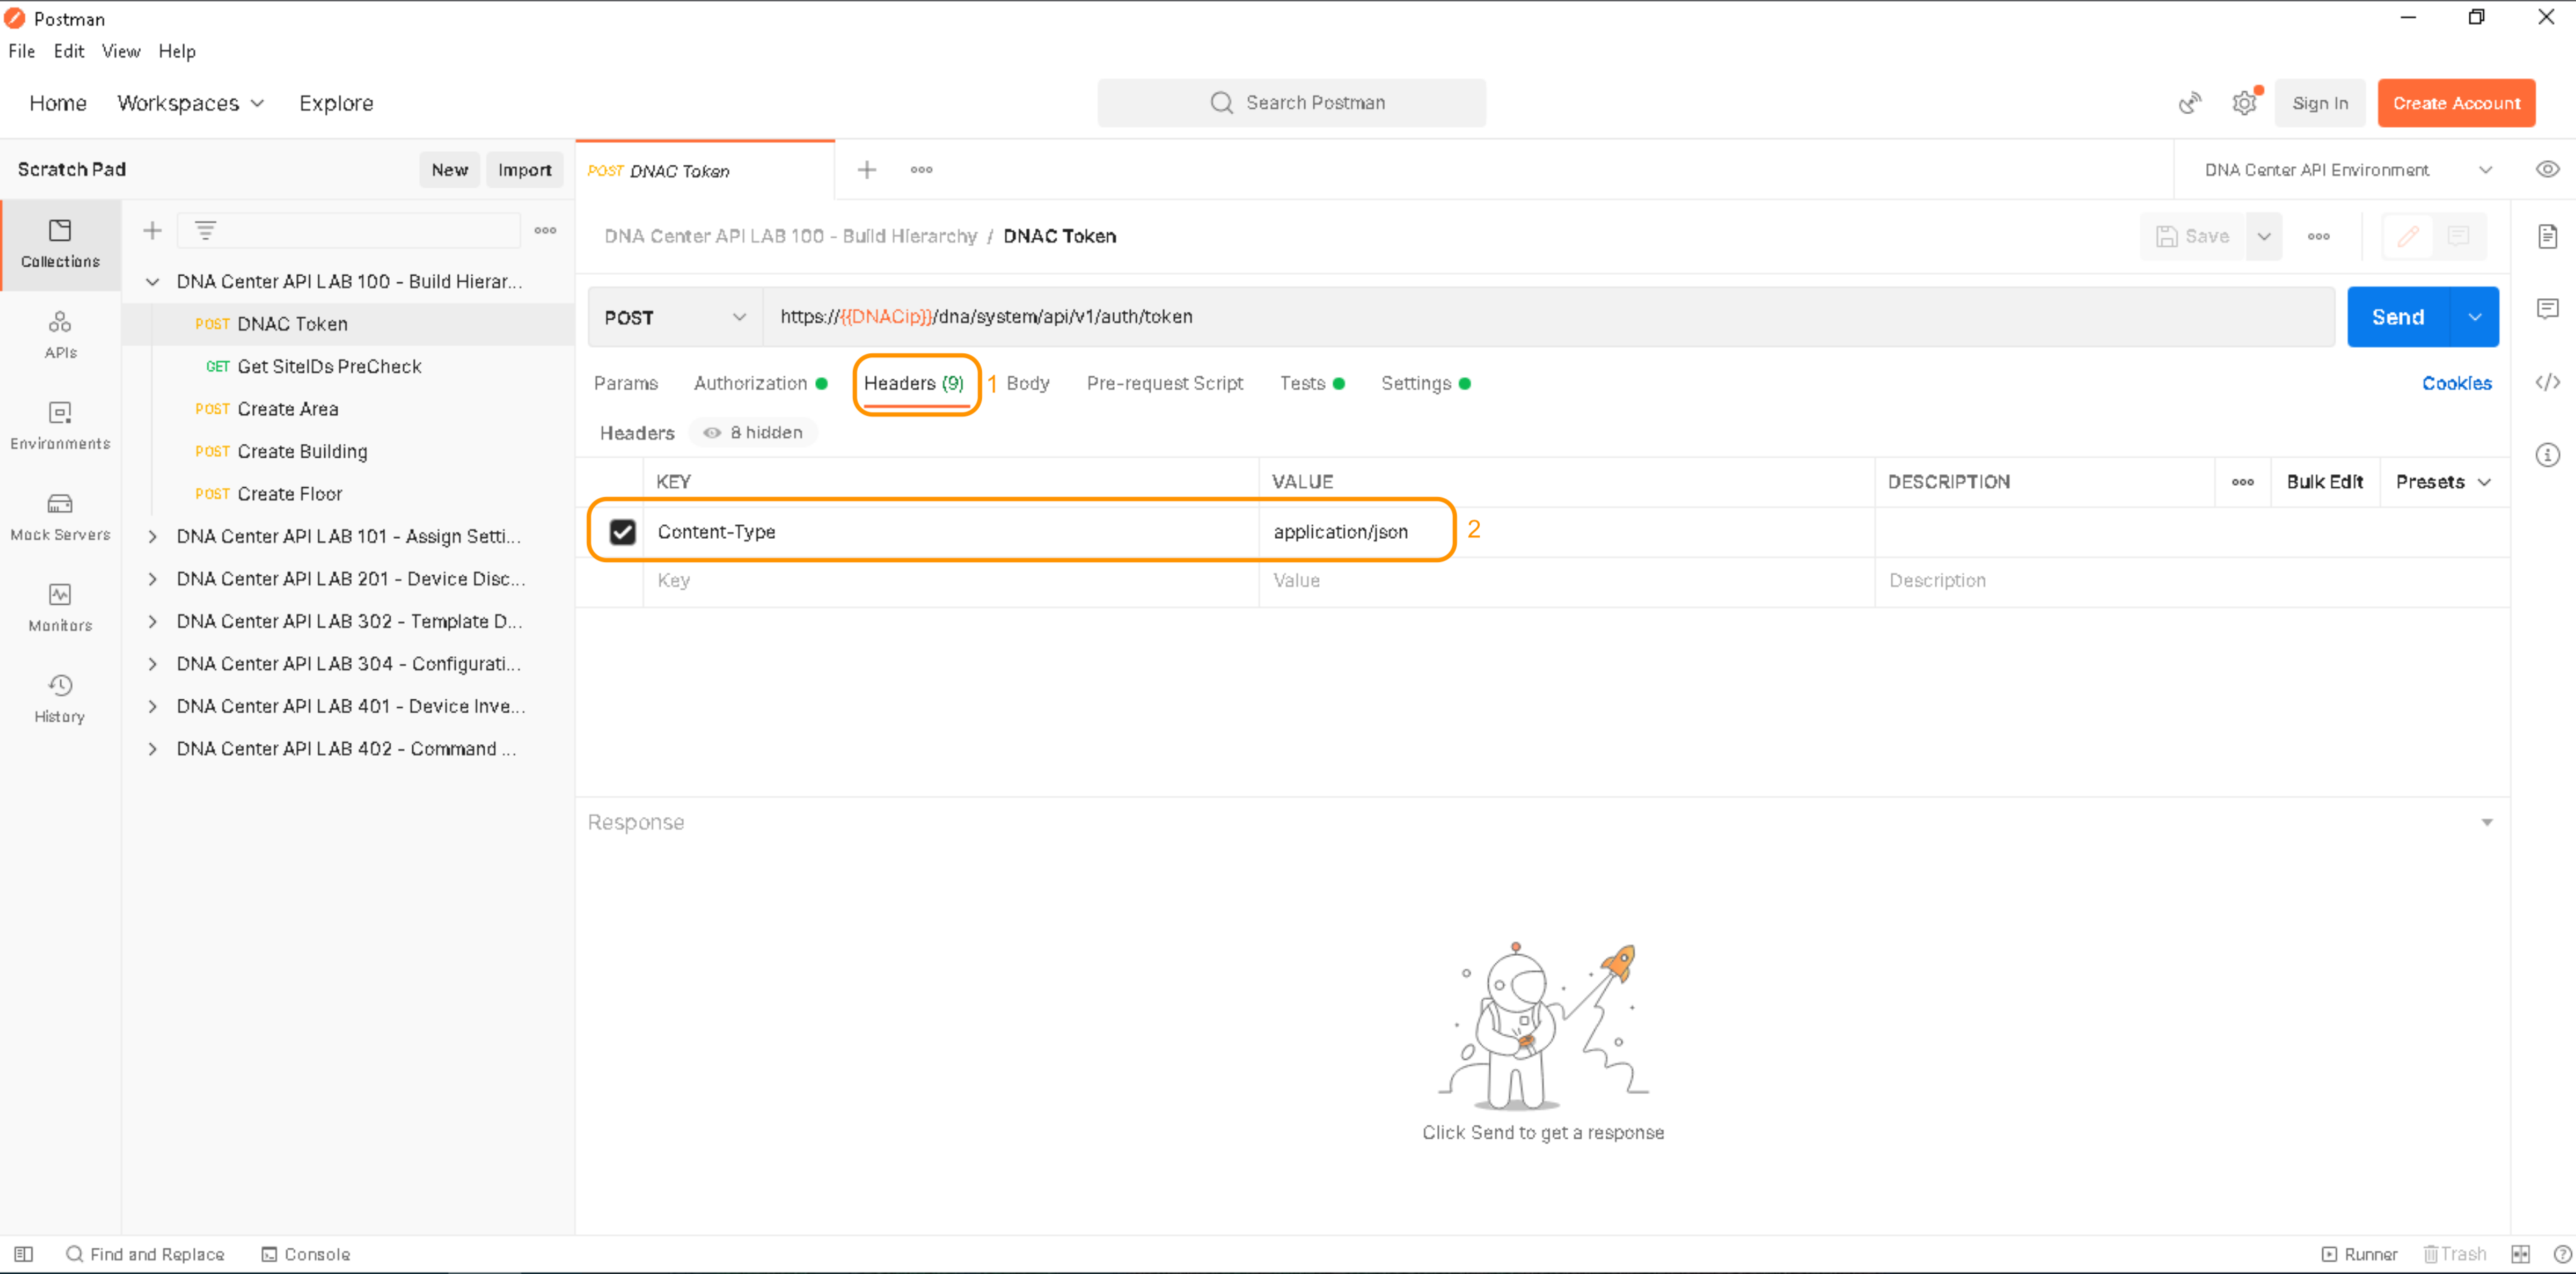 Postman
File Edit View Help
Home Workspaces Explore
Search Postman
Sign In
Create Account
Scratch Pad
New
Import
POST DNAC Token
DNA Center API Environment
Collections
APIs
Environments
Mock Servers
Monitors
History
DNA Center API LAB 100 - Build Hierar...
POST DNAC Token
GET Get SiteIDs PreCheck
POST Create Area
POST Create Building
POST Create Floor
DNA Center API LAB 101 - Assign Setti...
DNA Center API LAB 201 - Device Disc...
DNA Center API LAB 302 - Template D...
DNA Center API LAB 304 - Configurati...
DNA Center API LAB 401 - Device Inve...
DNA Center API LAB 402 - Command ...
DNA Center API LAB 100 - Build Hierarchy / DNAC Token
Save
POST
https://{{DNACip}}/dna/system/api/v1/auth/token
Send
Params Authorization Headers (9) 1 Body Pre-request Script Tests Settings
Cookies
Headers 8 hidden
KEY VALUE DESCRIPTION
Bulk Edit Presets
Content-Type application/json 2
Key Value Description
Response
Click Send to get a response
Find and Replace Console
Runner Trash